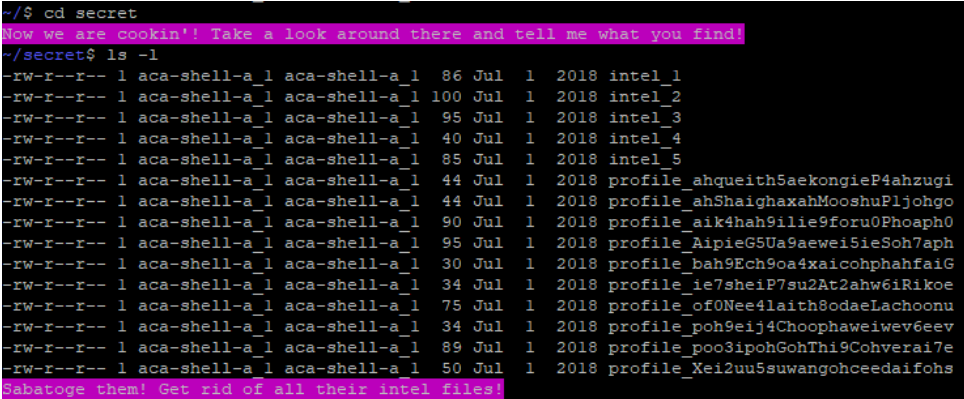 ~/$ cd secret
Now we are cookin'! Take a look around there and tell me what you find!
~/secret$ ls -l
-rw-r--r-- 1 aca-shell-a_1 aca-shell-a_1  86 Jul  1  2018 intel_1
-rw-r--r-- 1 aca-shell-a_1 aca-shell-a_1 100 Jul  1  2018 intel_2
-rw-r--r-- 1 aca-shell-a_1 aca-shell-a_1  95 Jul  1  2018 intel_3
-rw-r--r-- 1 aca-shell-a_1 aca-shell-a_1  40 Jul  1  2018 intel_4
-rw-r--r-- 1 aca-shell-a_1 aca-shell-a_1  85 Jul  1  2018 intel_5
-rw-r--r-- 1 aca-shell-a_1 aca-shell-a_1  44 Jul  1  2018 profile_ahqueith5aekongieP4ahzugi
-rw-r--r-- 1 aca-shell-a_1 aca-shell-a_1  44 Jul  1  2018 profile_ahShaighaxahMooshuP1johgo
-rw-r--r-- 1 aca-shell-a_1 aca-shell-a_1  90 Jul  1  2018 profile_aik4hah9ilie9foru0Phoaph0
-rw-r--r-- 1 aca-shell-a_1 aca-shell-a_1  95 Jul  1  2018 profile_AipieG5Ua9aewei5ieSoh7aph
-rw-r--r-- 1 aca-shell-a_1 aca-shell-a_1  30 Jul  1  2018 profile_bah9Ech9oa4xaicohphahfaiG
-rw-r--r-- 1 aca-shell-a_1 aca-shell-a_1  34 Jul  1  2018 profile_ie7sheiP7su2At2ahw6iRikoe
-rw-r--r-- 1 aca-shell-a_1 aca-shell-a_1  75 Jul  1  2018 profile_of0Nee4laith8odaeLachoonu
-rw-r--r-- 1 aca-shell-a_1 aca-shell-a_1  34 Jul  1  2018 profile_poh9eij4Choophaweiwev6eev
-rw-r--r-- 1 aca-shell-a_1 aca-shell-a_1  89 Jul  1  2018 profile_poo3ipohGohThi9Cohverai7e
-rw-r--r-- 1 aca-shell-a_1 aca-shell-a_1  50 Jul  1  2018 profile_Xei2uu5suwangohceedaifohs
Sabatoge them! Get rid of all their intel files!